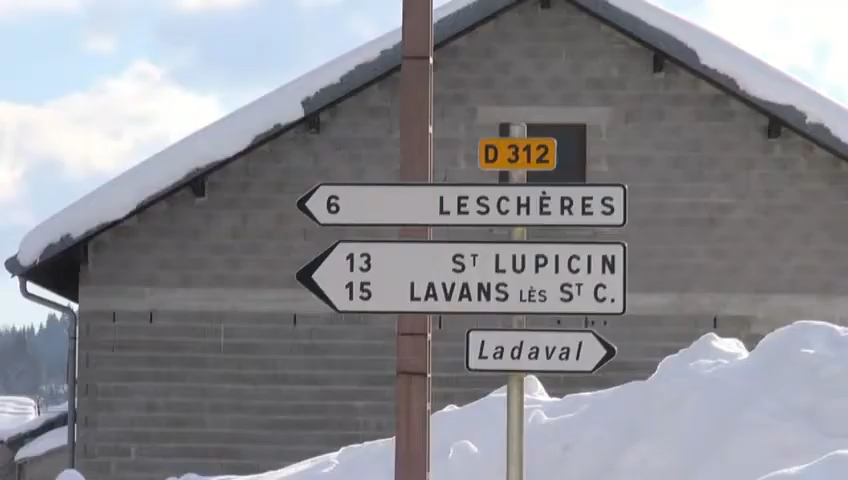 D 312
6 LESCHÈRES
13 ST LUPICIN
15 LAVANS LÈS ST C.
Ladaval